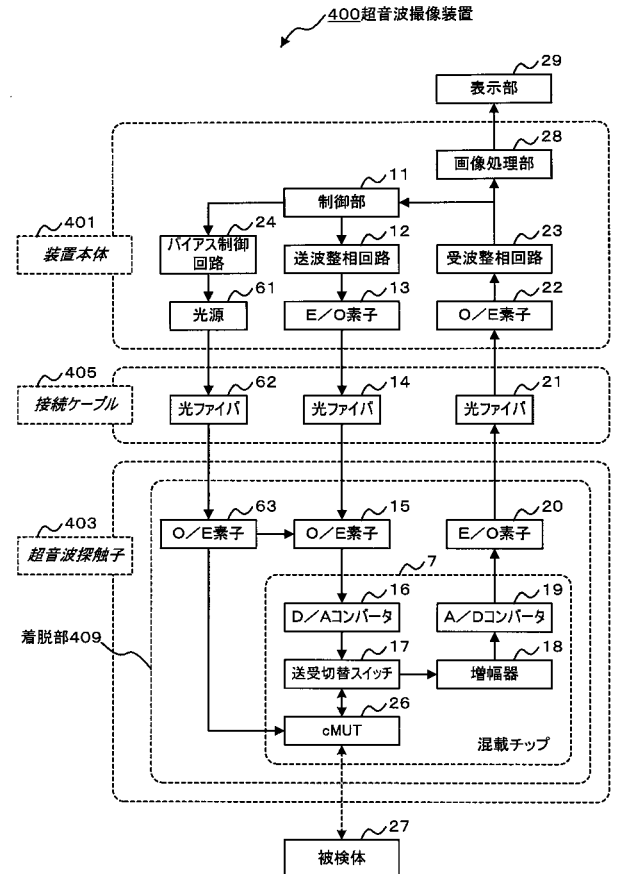 400超音波撮像装置
29
表示部
28
画像処理部
11
制御部
401
装置本体
24
バイアス制御
回路
12
送波整相回路
23
受波整相回路
61
光源
13
E/O素子
22
O/E素子
405
接続ケーブル
62
光ファイバ
14
光ファイバ
21
光ファイバ
403
超音波探触子
63
O/E素子
15
O/E素子
20
E/O素子
7
16
D/Aコンバータ
19
A/Dコンバータ
着脱部409
17
送受切替スイッチ
18
増幅器
26
cMUT
混載チップ
27
被検体